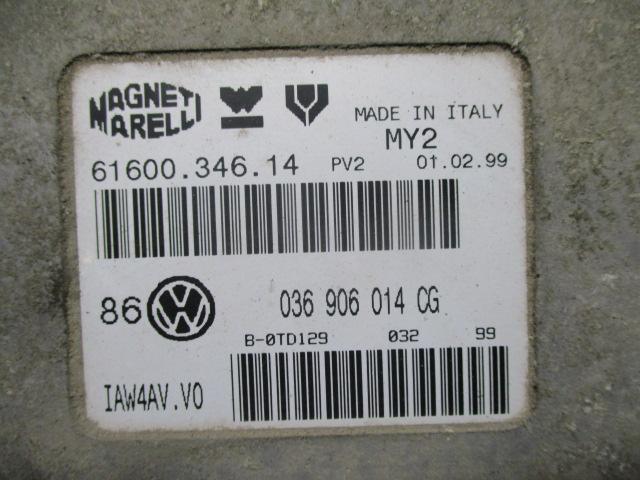 MAGNETI
MARELLI
MADE IN ITALY
MY2
61600.346.14 PV2 01.02.99
86 VW 036 906 014 CG
B-0TD129 032 99
IAW4AV.V0